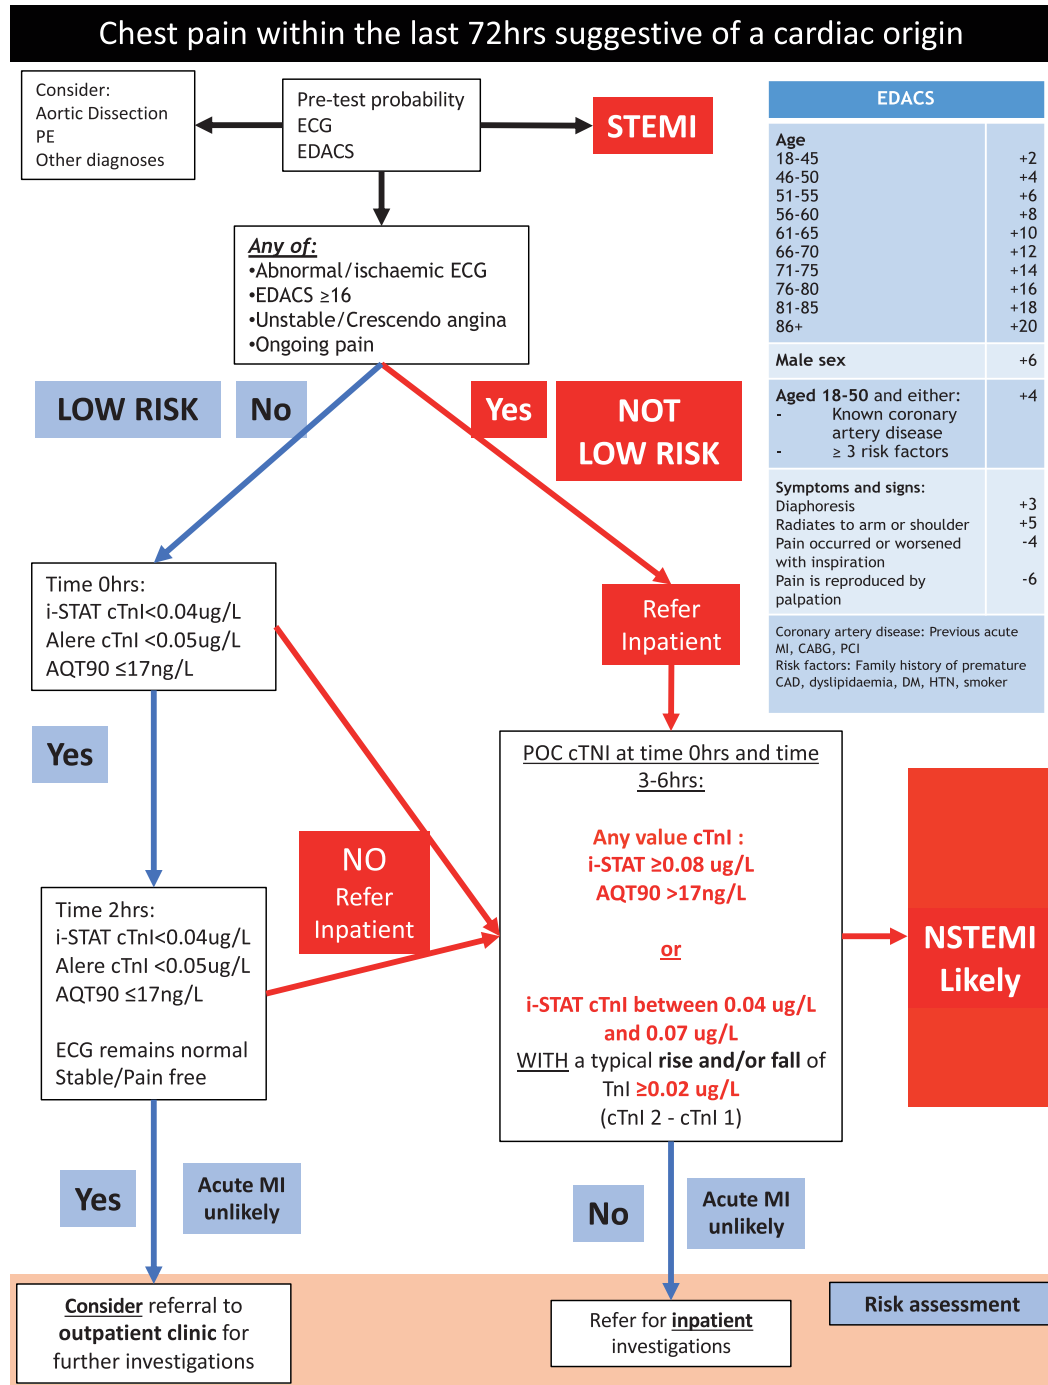 Chest pain within the last 72hrs suggestive of a cardiac origin
Consider:
Aortic Dissection
PE
Other diagnoses
Pre-test probability
ECG
EDACS
STEMI
Any of:
•Abnormal/ischaemic ECG
•EDACS ≥16
•Unstable/Crescendo angina
•Ongoing pain
LOW RISK
No
Yes
NOT
LOW RISK
Time 0hrs:
i-STAT cTnI<0.04ug/L
Alere cTnI <0.05ug/L
AQT90 ≤17ng/L
Refer
Inpatient
Yes
NO
Refer
Inpatient
Time 2hrs:
i-STAT cTnI<0.04ug/L
Alere cTnI <0.05ug/L
AQT90 ≤17ng/L
ECG remains normal
Stable/Pain free
POC cTNI at time 0hrs and time
3-6hrs:
Any value cTnI :
i-STAT ≥0.08 ug/L
AQT90 >17ng/L
or
i-STAT cTnI between 0.04 ug/L
and 0.07 ug/L
WITH a typical rise and/or fall of
TnI ≥0.02 ug/L
(cTnI 2 - cTnI 1)
NSTEMI
Likely
Yes
Acute MI
unlikely
No
Acute MI
unlikely
Consider referral to
outpatient clinic for
further investigations
Refer for inpatient
investigations
Risk assessment
EDACS
Age
18-45 +2
46-50 +4
51-55 +6
56-60 +8
61-65 +10
66-70 +12
71-75 +14
76-80 +16
81-85 +18
86+ +20
Male sex +6
Aged 18-50 and either: +4
- Known coronary
artery disease
- ≥ 3 risk factors
Symptoms and signs:
Diaphoresis +3
Radiates to arm or shoulder +5
Pain occurred or worsened -4
with inspiration
Pain is reproduced by -6
palpation
Coronary artery disease: Previous acute
MI, CABG, PCI
Risk factors: Family history of premature
CAD, dyslipidaemia, DM, HTN, smoker